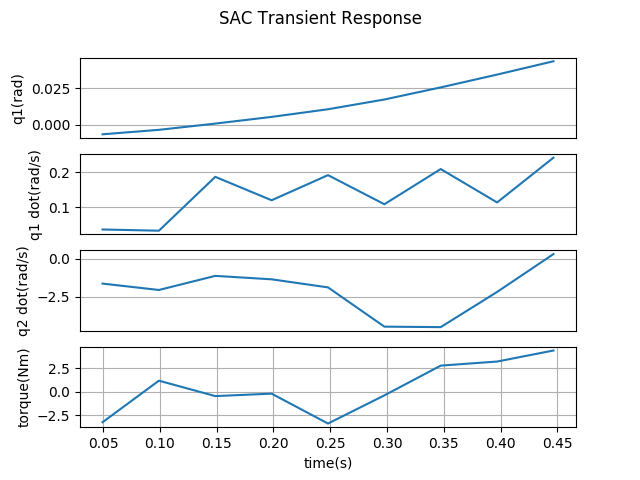 SAC Transient Response
q1(rad)
0.025
0.000
q1 dot(rad/s)
0.2
0.1
q2 dot(rad/s)
0.0
−2.5
torque(Nm)
2.5
0.0
−2.5
0.05 0.10 0.15 0.20 0.25 0.30 0.35 0.40 0.45
time(s)